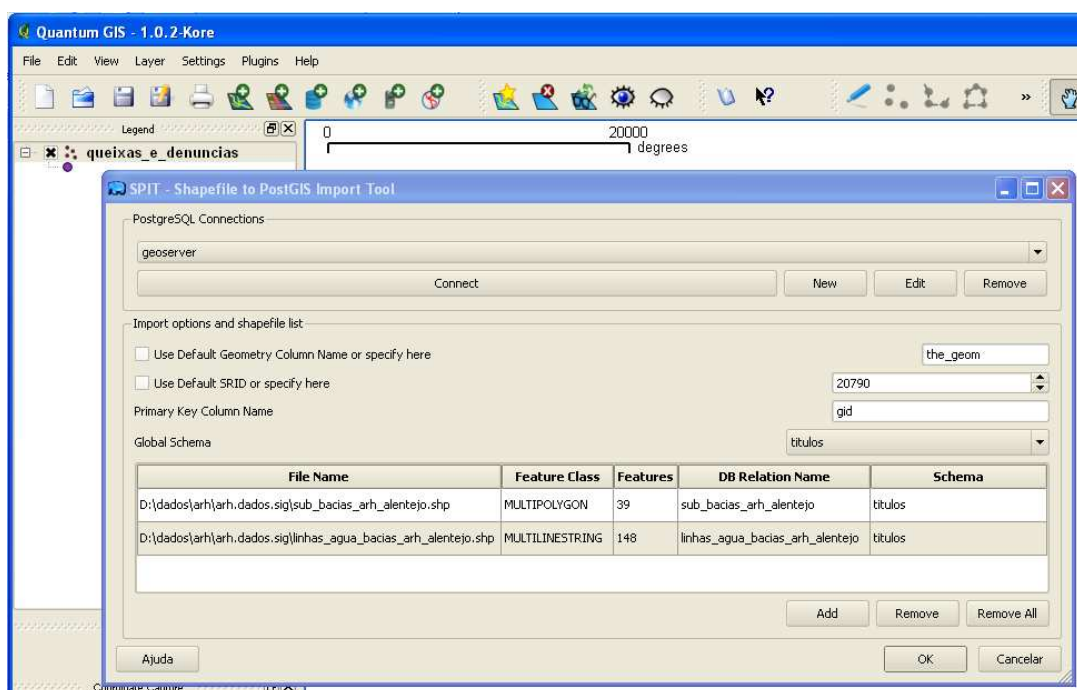 Quantum GIS - 1.0.2-Kore
File Edit View Layer Settings Plugins Help
»
Legend
0 20000
degrees
queixas_e_denuncias
SPIT - Shapefile to PostGIS Import Tool
PostgreSQL Connections
geoserver
Connect New Edit Remove
Import options and shapefile list
Use Default Geometry Column Name or specify here the_geom
Use Default SRID or specify here 20790
Primary Key Column Name gid
Global Schema titulos
File Name Feature Class Features DB Relation Name Schema
D:\dados\arh\arh.dados.sig\sub_bacias_arh_alentejo.shp MULTIPOLYGON 39 sub_bacias_arh_alentejo titulos
D:\dados\arh\arh.dados.sig\linhas_agua_bacias_arh_alentejo.shp MULTILINESTRING 148 linhas_agua_bacias_arh_alentejo titulos
Add Remove Remove All
Ajuda OK Cancelar
Coordinate Capture